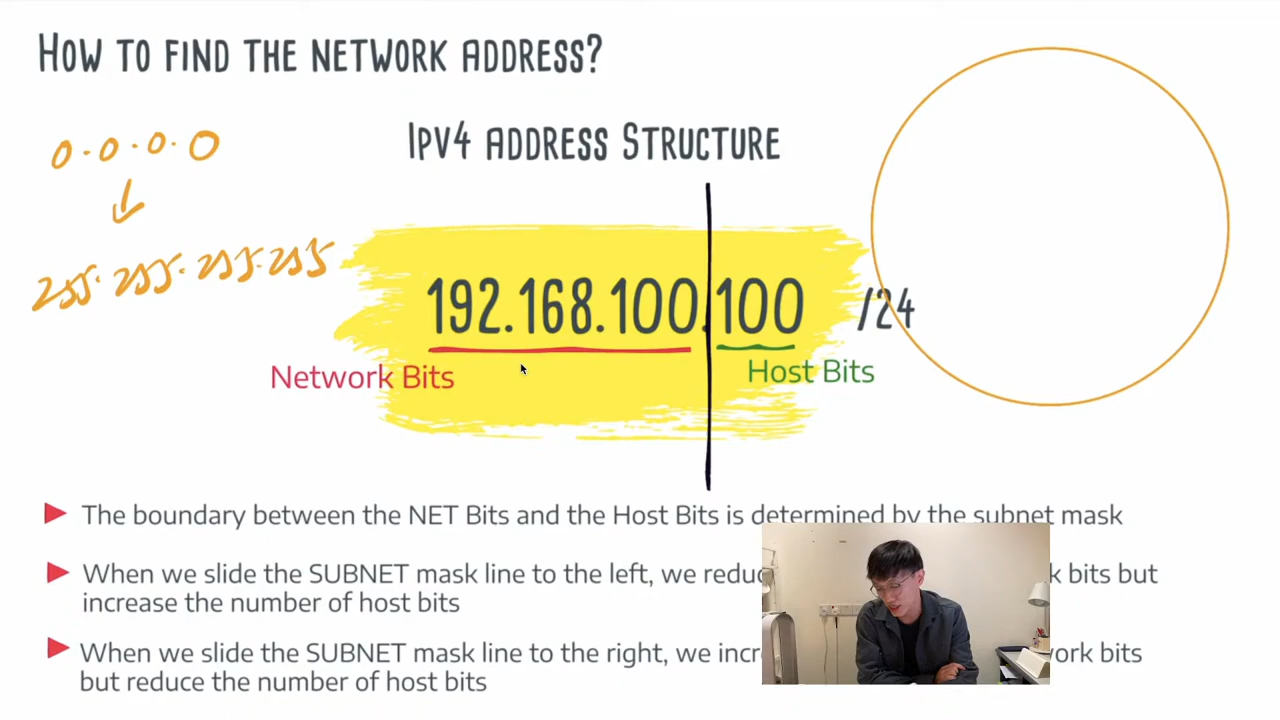 HOW TO FIND THE NETWORK ADDRESS?
0.0.0.0
255.255.255.255
IPV4 ADDRESS STRUCTURE
192.168.100.100 /24
Network Bits
Host Bits
The boundary between the NET Bits and the Host Bits is determined by the subnet mask
When we slide the SUBNET mask line to the left, we bits but
increase the number of host bits
When we slide the SUBNET mask line to the right, we bits
but reduce the number of host bits